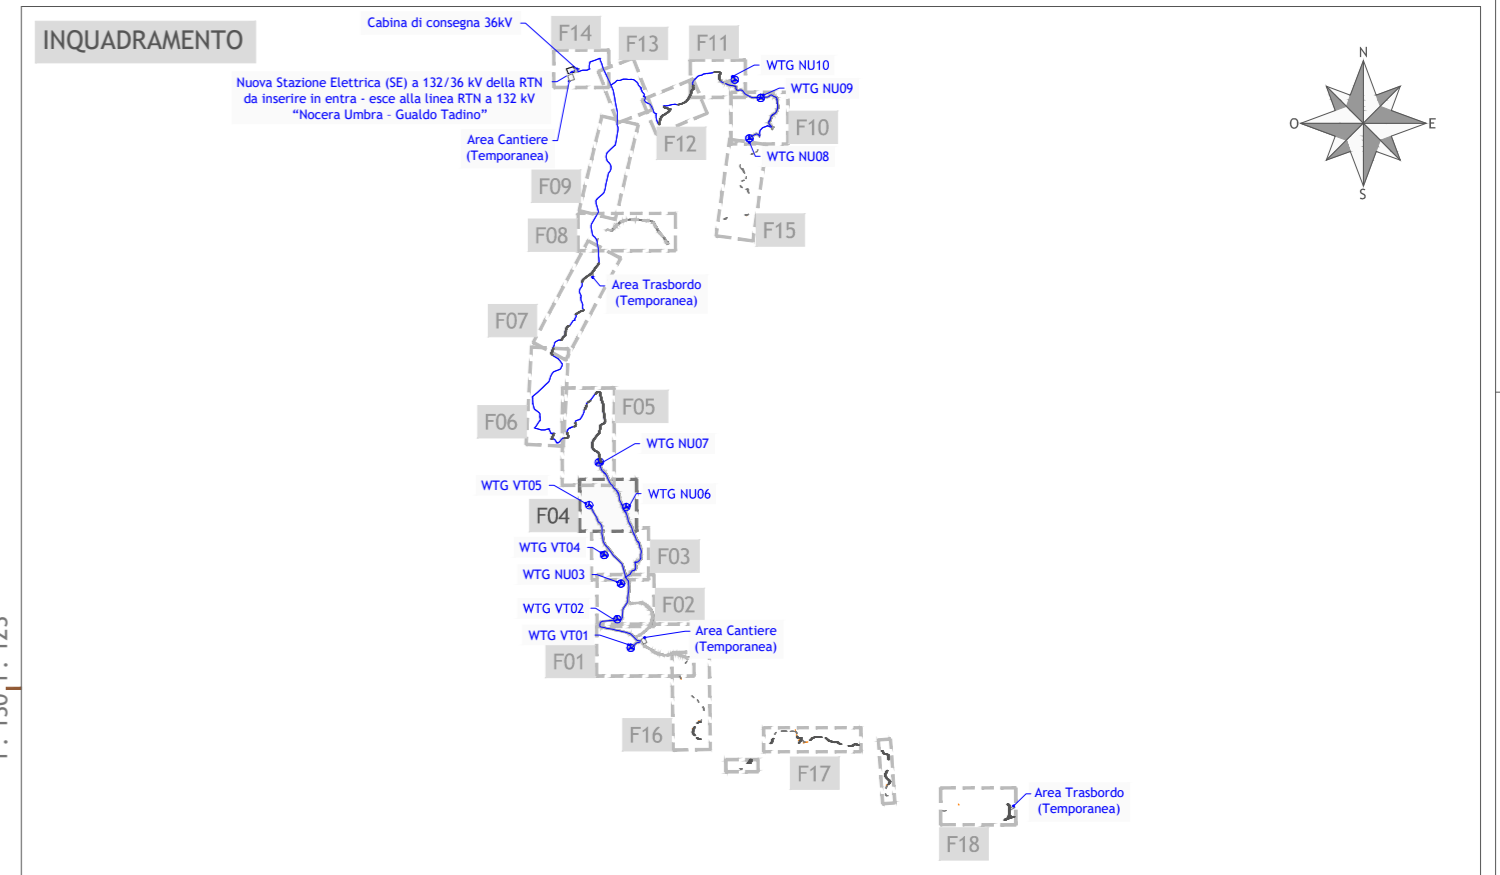 INQUADRAMENTO
Cabina di consegna 36kV
F14
F13
F11
WTG NU10
Nuova Stazione Elettrica (SE) a 132/36 kV della RTN
da inserire in entra - esce alla linea RTN a 132 kV
“Nocera Umbra - Gualdo Tadino”
WTG NU09
F10
F12
Area Cantiere
(Temporanea)
WTG NU08
F09
F15
F08
Area Trasbordo
(Temporanea)
F07
F05
F06
WTG NU07
WTG VT05
WTG NU06
F04
WTG VT04
F03
WTG NU03
WTG VT02
F02
WTG VT01
Area Cantiere
(Temporanea)
F01
F16
F17
Area Trasbordo
(Temporanea)
F18
N
O
E
S